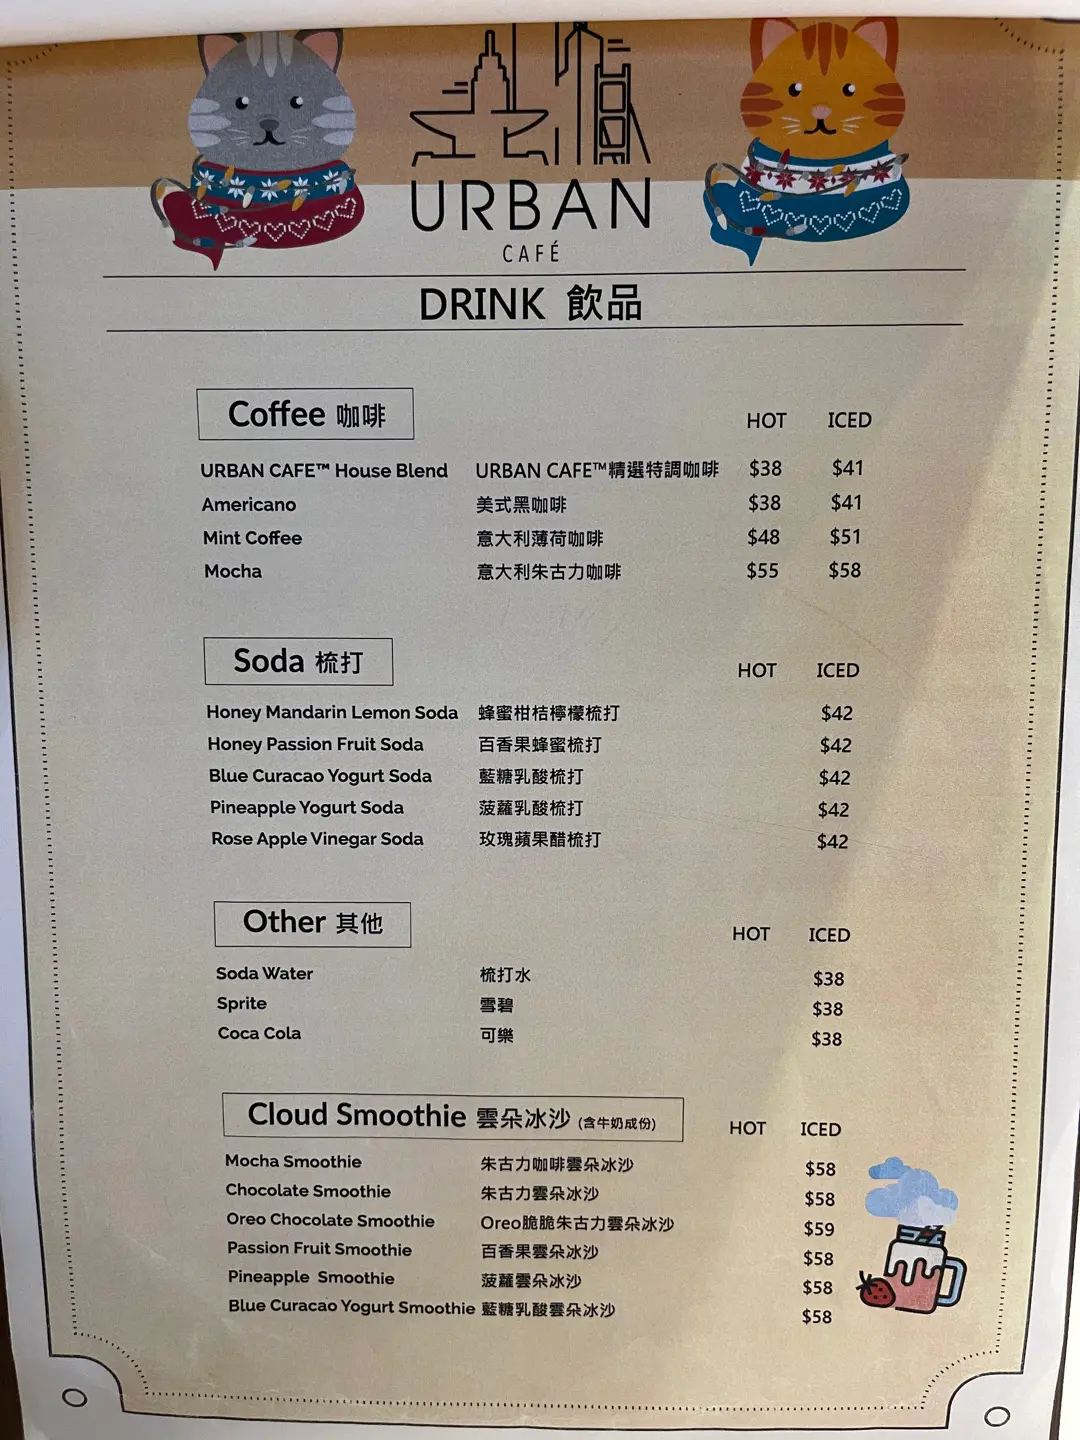 URBAN
CAFÉ
DRINK 飲品
Coffee 咖啡 HOT ICED
URBAN CAFE™ House Blend URBAN CAFE™精選特調咖啡 $38 $41
Americano 美式黑咖啡 $38 $41
Mint Coffee 意大利薄荷咖啡 $48 $51
Mocha 意大利朱古力咖啡 $55 $58
Soda 梳打 HOT ICED
Honey Mandarin Lemon Soda 蜂蜜柑桔檸檬梳打 $42
Honey Passion Fruit Soda 百香果蜂蜜梳打 $42
Blue Curacao Yogurt Soda 藍糖乳酸梳打 $42
Pineapple Yogurt Soda 菠蘿乳酸梳打 $42
Rose Apple Vinegar Soda 玫瑰蘋果醋梳打 $42
Other 其他 HOT ICED
Soda Water 梳打水 $38
Sprite 雪碧 $38
Coca Cola 可樂 $38
Cloud Smoothie 雲朵冰沙 (含牛奶成份) HOT ICED
Mocha Smoothie 朱古力咖啡雲朵冰沙 $58
Chocolate Smoothie 朱古力雲朵冰沙 $58
Oreo Chocolate Smoothie Oreo脆脆朱古力雲朵冰沙 $59
Passion Fruit Smoothie 百香果雲朵冰沙 $58
Pineapple Smoothie 菠蘿雲朵冰沙 $58
Blue Curacao Yogurt Smoothie 藍糖乳酸雲朵冰沙 $58